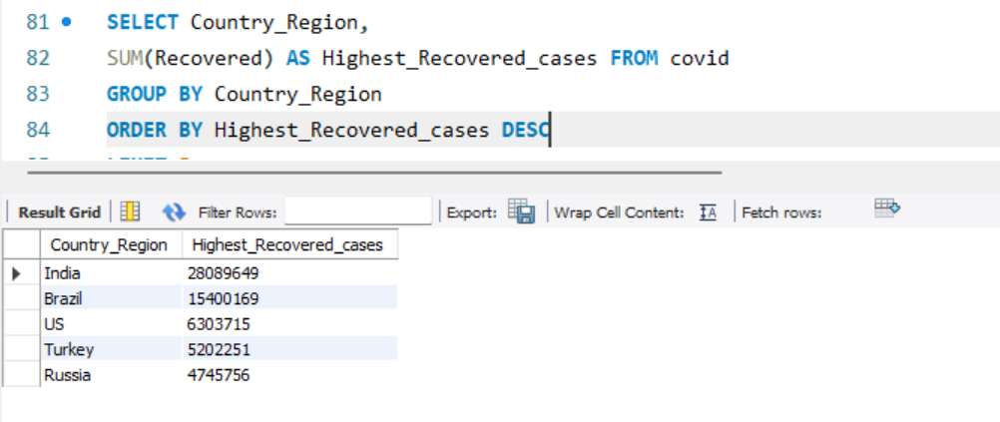 81 SELECT Country_Region,
82 SUM(Recovered) AS Highest_Recovered_cases FROM covid
83 GROUP BY Country_Region
84 ORDER BY Highest_Recovered_cases DESC
Result Grid Filter Rows: Export: Wrap Cell Content: IA Fetch rows:
Country_Region Highest_Recovered_cases
India 28089649
Brazil 15400169
US 6303715
Turkey 5202251
Russia 4745756